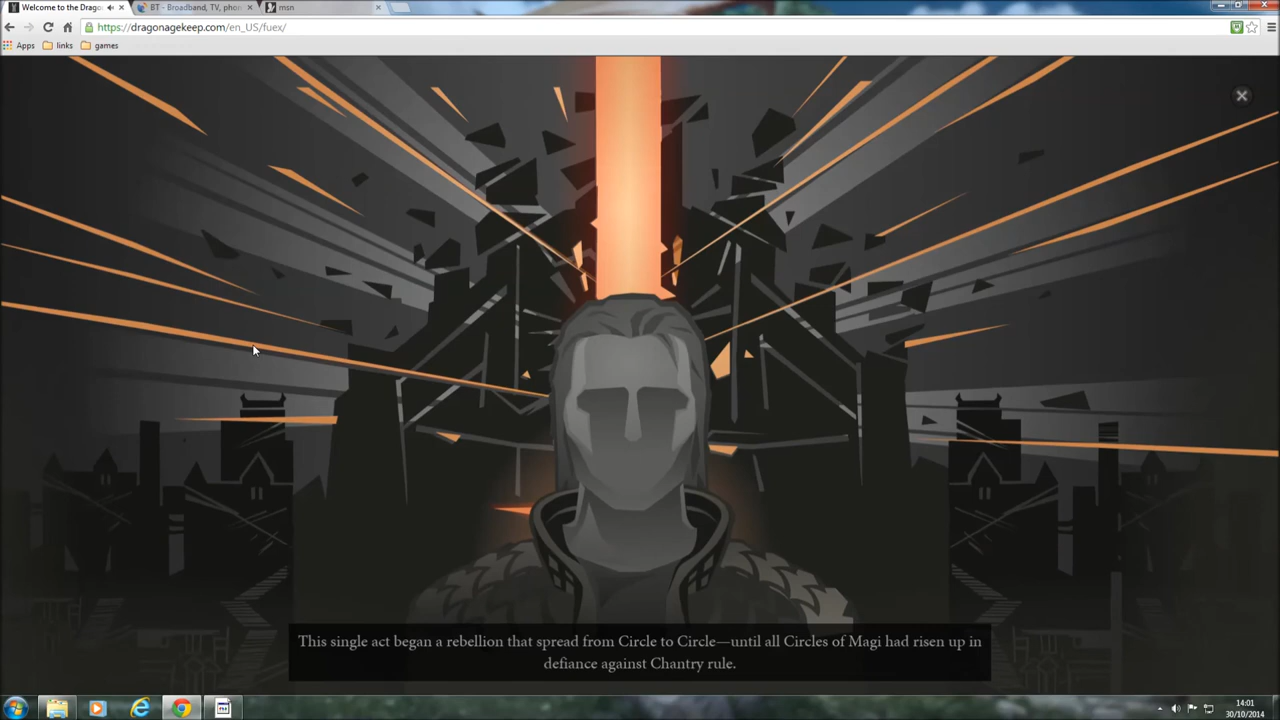 Welcome to the Drago
BT - Broadband, TV, phon
msn
https://dragonagekeep.com/en_US/fuex/
Apps
links
games
This single act began a rebellion that spread from Circle to Circle—until all Circles of Magi had risen up in
defiance against Chantry rule.
14:01
30/10/2014